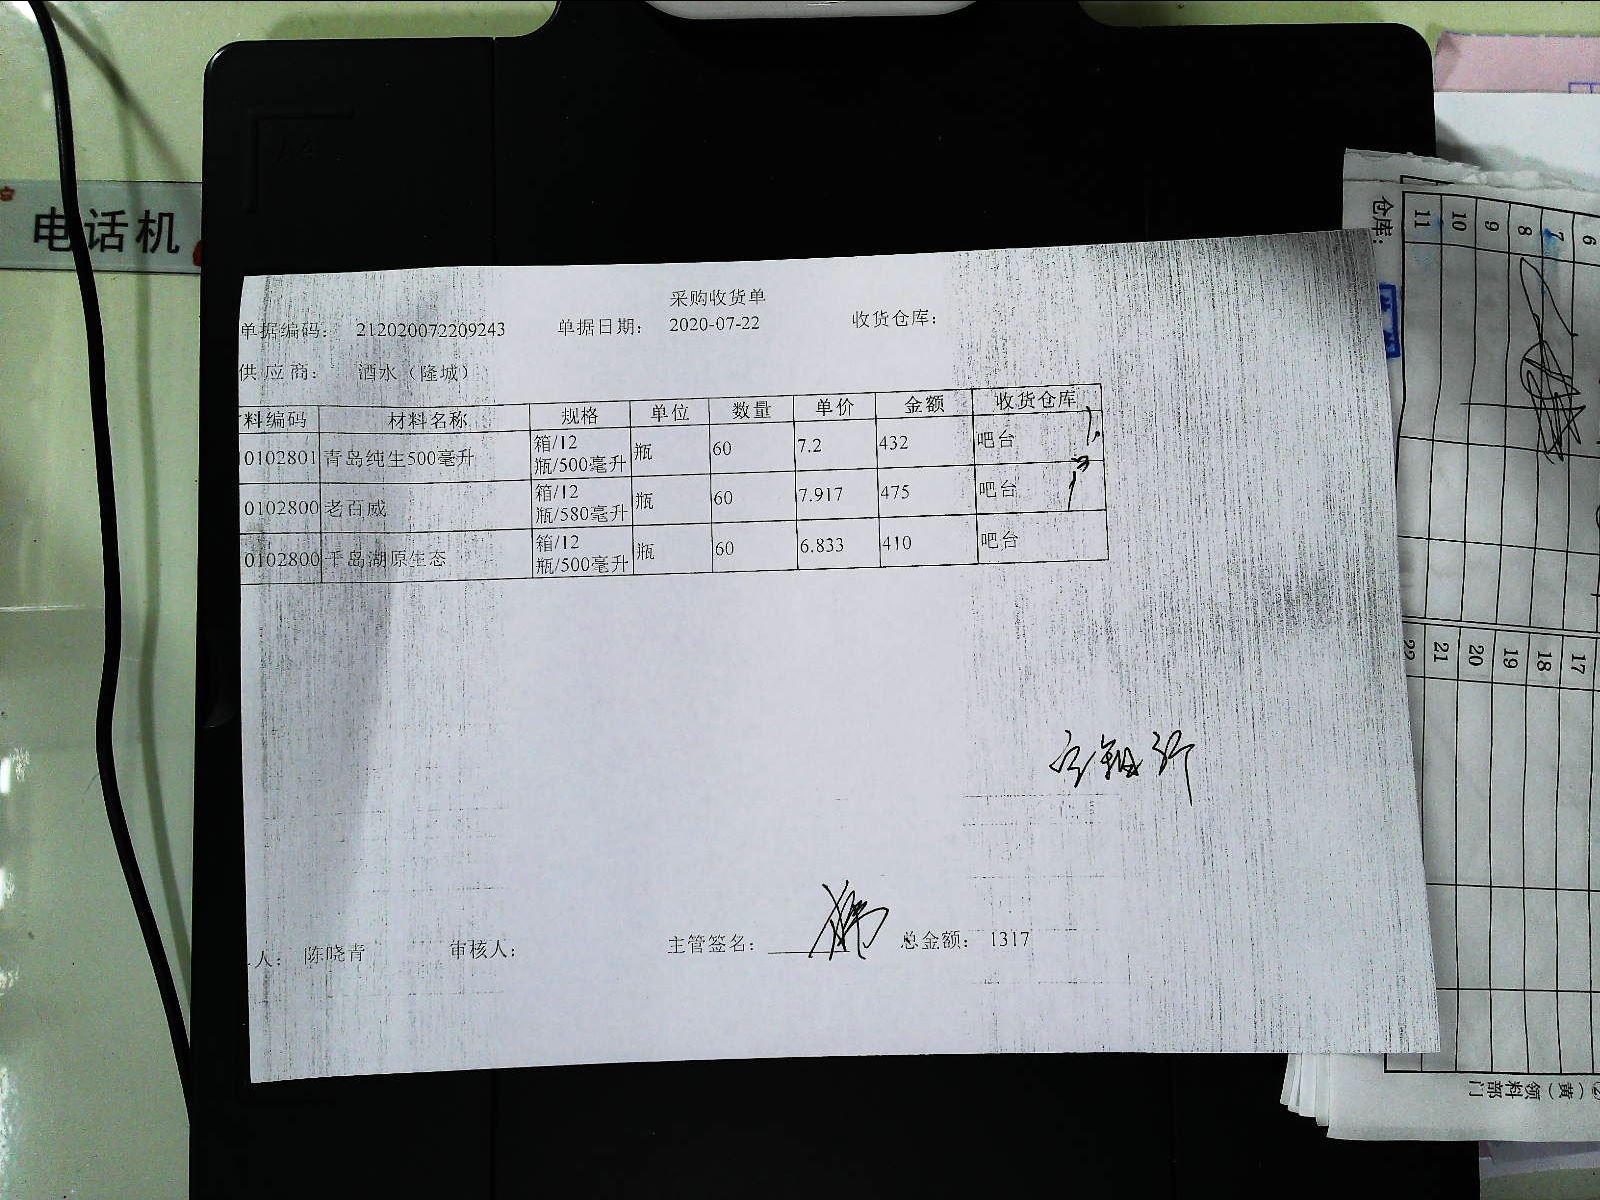 电话机
采购收货单
单据编码: 212020072209243 单据日期: 2020-07-22 收货仓库:
供应商: 酒水（隆城）
料编码 材料名称 规格 单位 数量 单价 金额 收货仓库
0102801 青岛纯生500毫升 箱/12瓶/500毫升 瓶 60 7.2 432 吧台
0102800 老百威 箱/12瓶/580毫升 瓶 60 7.917 475 吧台
0102800 千岛湖原生态 箱/12瓶/500毫升 瓶 60 6.833 410 吧台
人: 陈晓青 审核人: 主管签名: 总金额: 1317
仓库:
6 7 8 9 10 11
17 18 19 20 21 22
（黄）领料部门